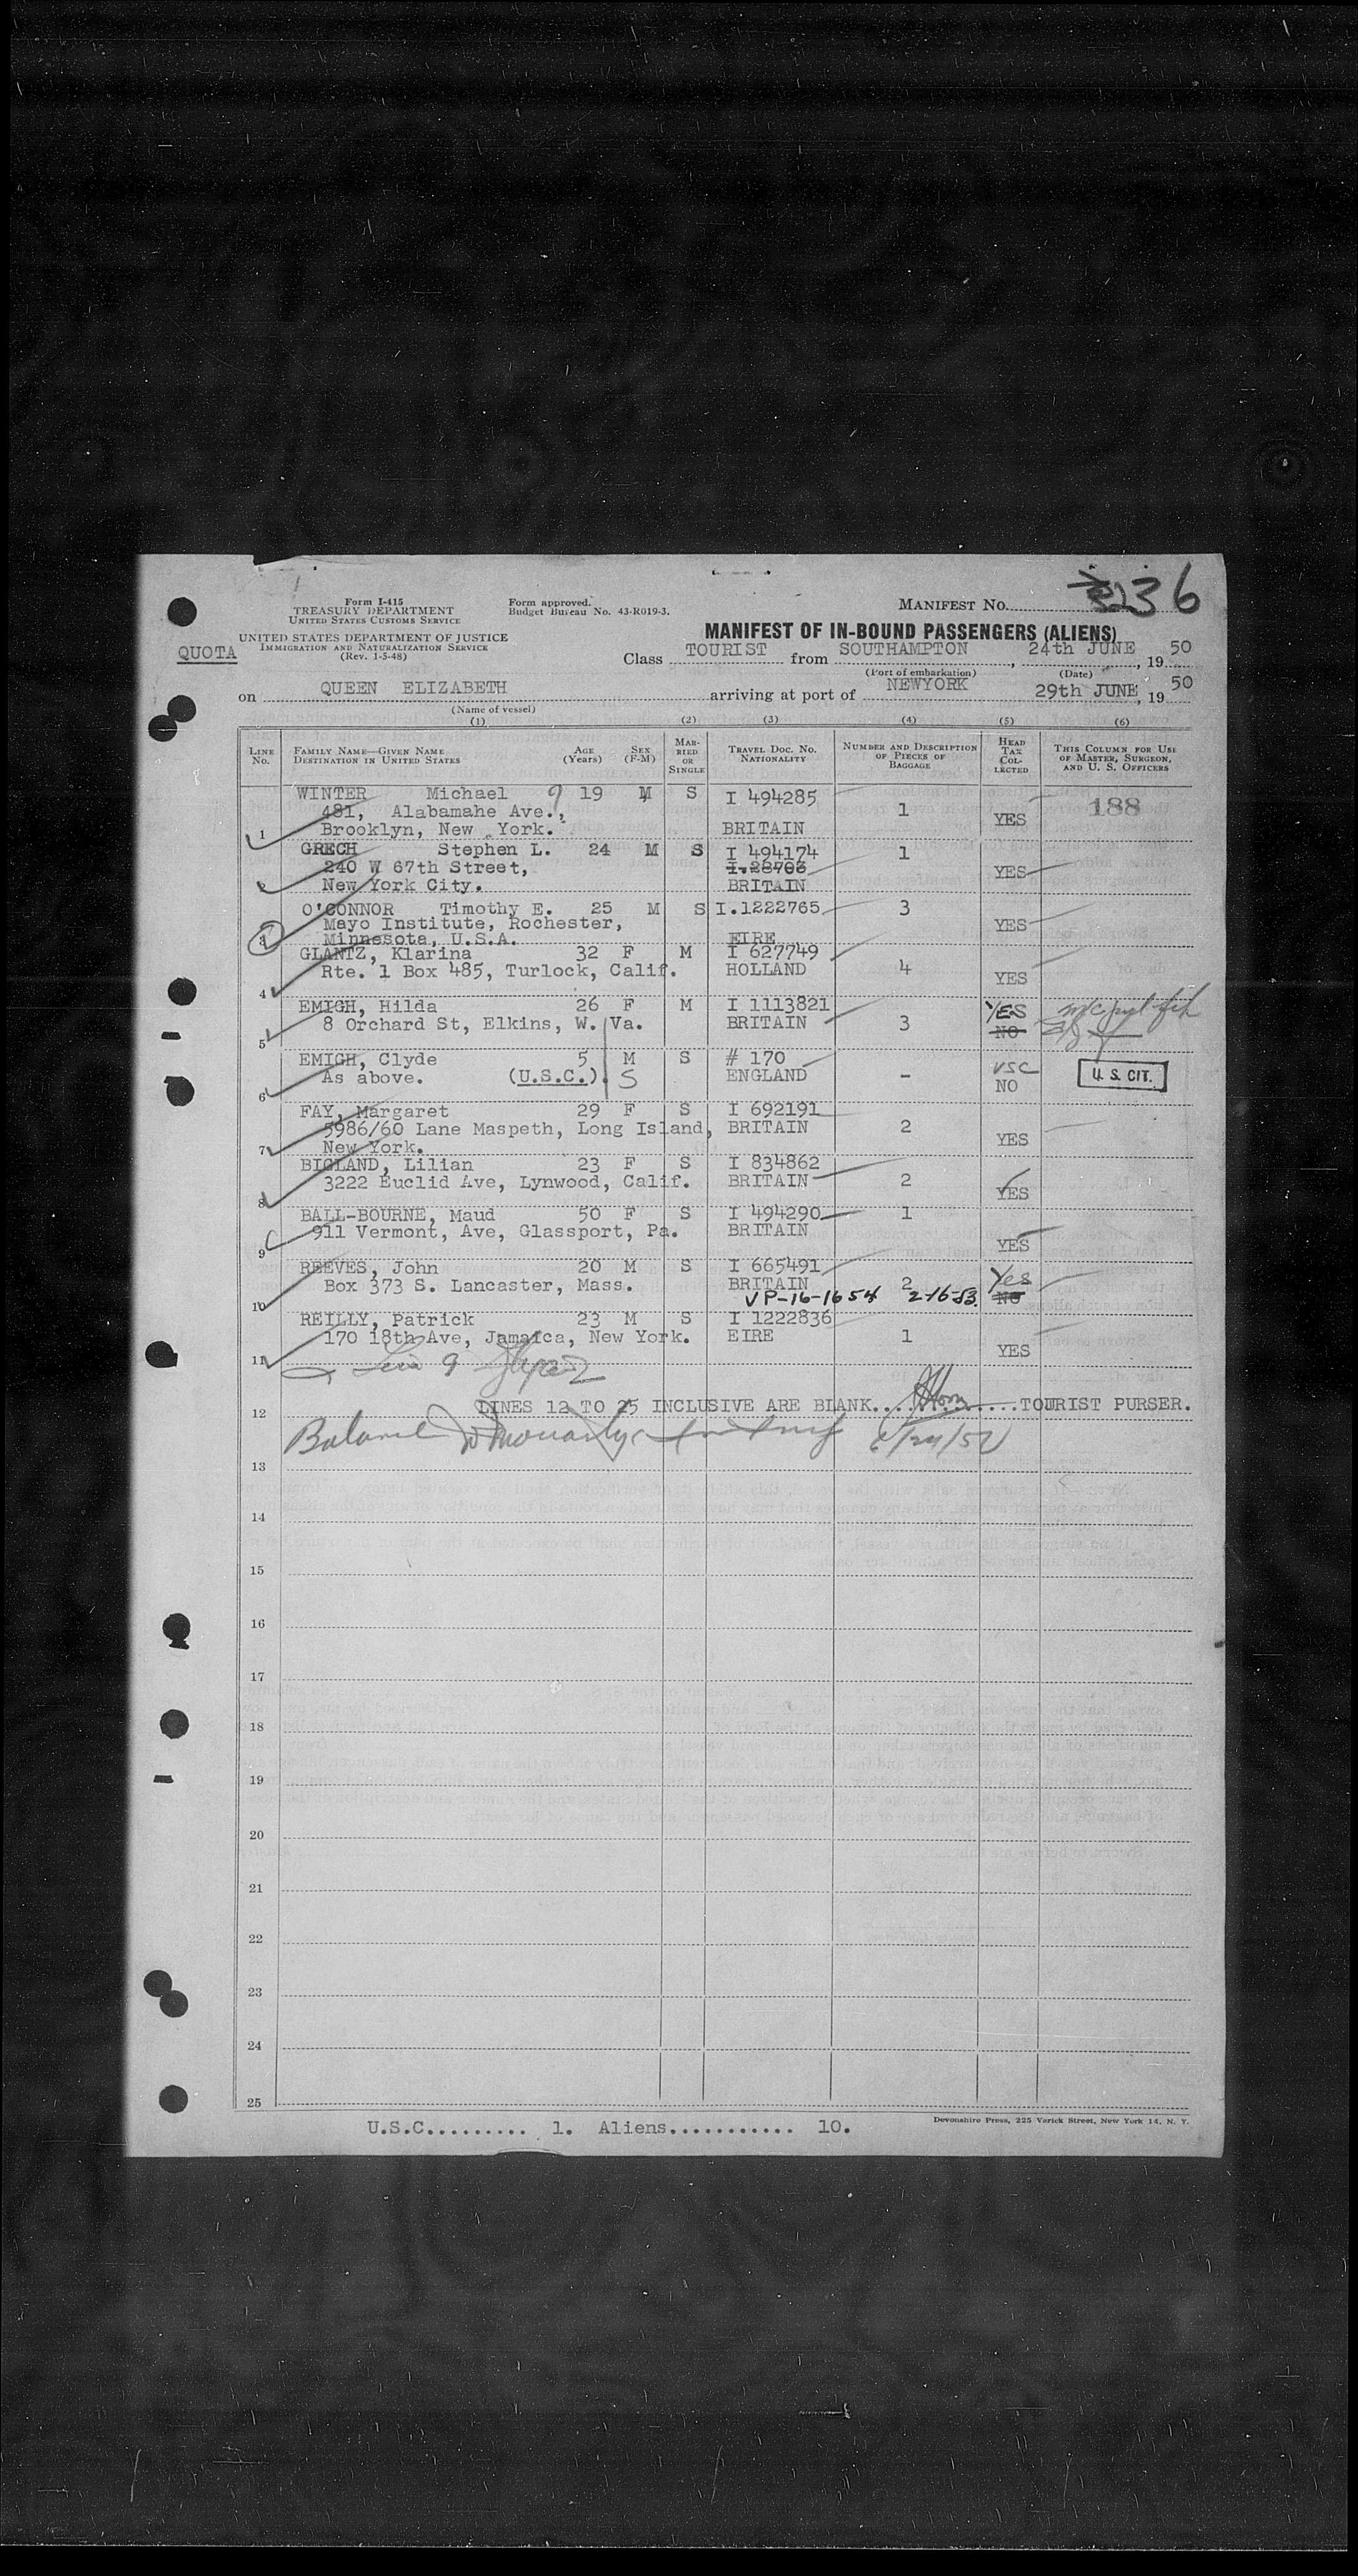 236
Form I-415
TREASURY DEPARTMENT
UNITED STATES CUSTOMS SERVICE
Form approved.
Budget Bureau No. 43-R019-3.
MANIFEST No.
UNITED STATES DEPARTMENT OF JUSTICE
IMMIGRATION AND NATURALIZATION SERVICE
(Rev. 1-5-48)
QUOTA
MANIFEST OF IN-BOUND PASSENGERS (ALIENS)
Class TOURIST from SOUTHAMPTON, 24th JUNE, 1950
(Port of embarkation) (Date)
on QUEEN ELIZABETH arriving at port of NEWYORK 29th JUNE, 1950
(Name of vessel)
(1) (2) (3) (4) (5) (6)
LINE No. FAMILY NAME—GIVEN NAME DESTINATION IN UNITED STATES AGE (Years) SEX (F-M) MARRIED OR SINGLE TRAVEL DOC. NO. NATIONALITY NUMBER AND DESCRIPTION OF PIECES OF BAGGAGE HEAD TAX COLLECTED THIS COLUMN FOR USE OF MASTER, SURGEON, AND U. S. OFFICERS
WINTER Michael 19 M S I 494285
481, Alabamahe Ave., 1 YES 188
1 Brooklyn, New York. BRITAIN
GRECH Stephen L. 24 M S I 494174 1
240 W 67th Street, I.28703 YES
2 New York City. BRITAIN
O'CONNOR Timothy E. 25 M S I.1222765 3
Mayo Institute, Rochester, YES
3 Minnesota, U.S.A. EIRE
GLANTZ, Klarina 32 F M I 627749
Rte. 1 Box 485, Turlock, Calif. HOLLAND 4 YES
4
EMIGH, Hilda 26 F M I 1113821 YES
8 Orchard St, Elkins, W. Va. BRITAIN 3 NO
5
EMIGH, Clyde 5 M S # 170 USC
As above. (U.S.C.). S ENGLAND - NO U. S. CIT.
6
FAY, Margaret 29 F S I 692191
5986/60 Lane Maspeth, Long Island, BRITAIN 2 YES
7 New York.
BIGLAND, Lilian 23 F S I 834862
3222 Euclid Ave, Lynwood, Calif. BRITAIN 2 YES
8
BALL-BOURNE, Maud 50 F S I 494290 1
911 Vermont, Ave, Glassport, Pa. BRITAIN YES
9
REEVES, John 20 M S I 665491 Yes
Box 373 S. Lancaster, Mass. BRITAIN 2 NO
10 VP-16-1654 2-16-53.
REILLY, Patrick 23 M S I 1222836
170 18th Ave, Jamaica, New York. EIRE 1 YES
11
12 LINES 12 TO 25 INCLUSIVE ARE BLANK.... ....TOURIST PURSER.
13
14
15
16
17
18
19
20
21
22
23
24
25
U.S.C......... 1. Aliens........... 10.
Devonshire Press, 225 Varick Street, New York 14, N. Y.